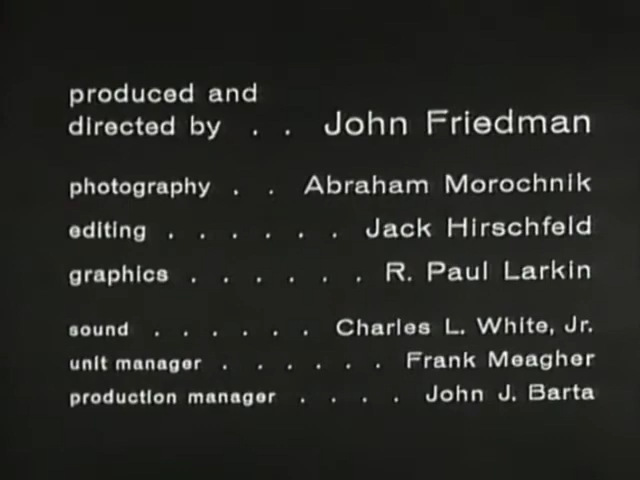 produced and
directed by . . John Friedman
photography . . Abraham Morochnik
editing . . . . . . Jack Hirschfeld
graphics . . . . . . R. Paul Larkin
sound . . . . . . Charles L. White, Jr.
unit manager . . . . . . Frank Meagher
production manager . . . . John J. Barta